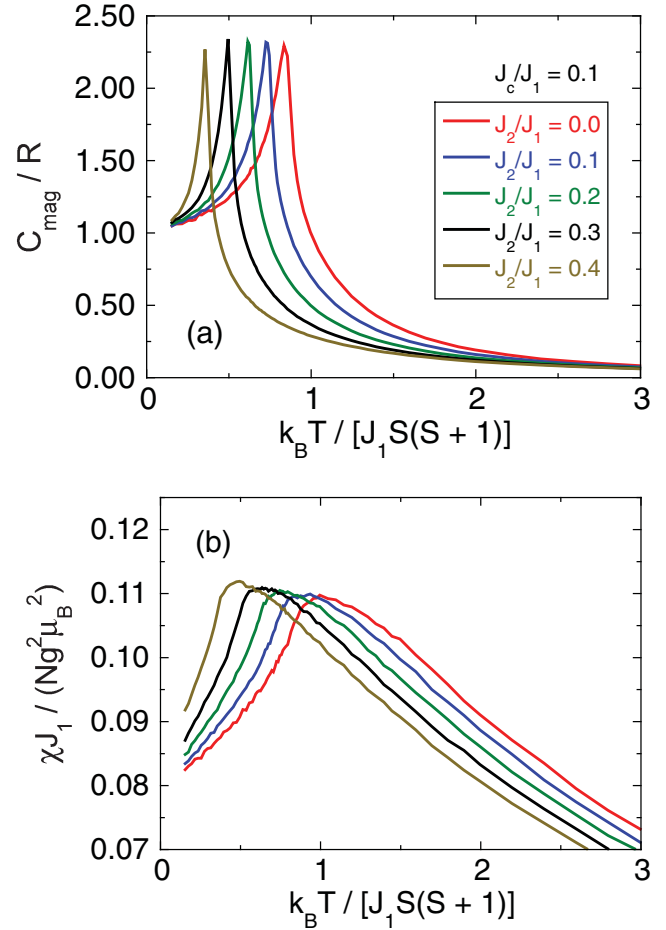 2.50
2.00
1.50
1.00
0.50
0.00
C_mag / R
J_c/J_1 = 0.1
J_2/J_1 = 0.0
J_2/J_1 = 0.1
J_2/J_1 = 0.2
J_2/J_1 = 0.3
J_2/J_1 = 0.4
(a)
0 1 2 3
k_B T / [J_1S(S + 1)]
0.12
0.11
0.10
0.09
0.08
0.07
χJ_1 / (Ng^2μ_B^2)
(b)
0 1 2 3
k_B T / [J_1S(S + 1)]